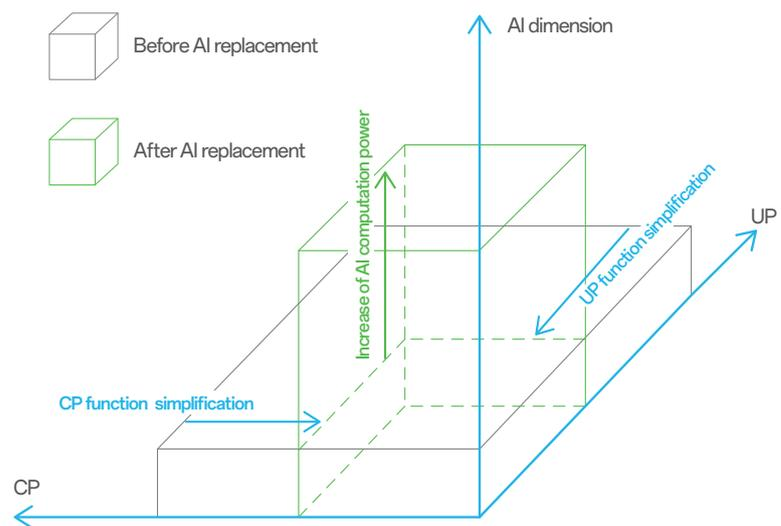 Before AI replacement
After AI replacement
AI dimension
Increase of AI computation power
UP function simplification
UP
CP function simplification
CP